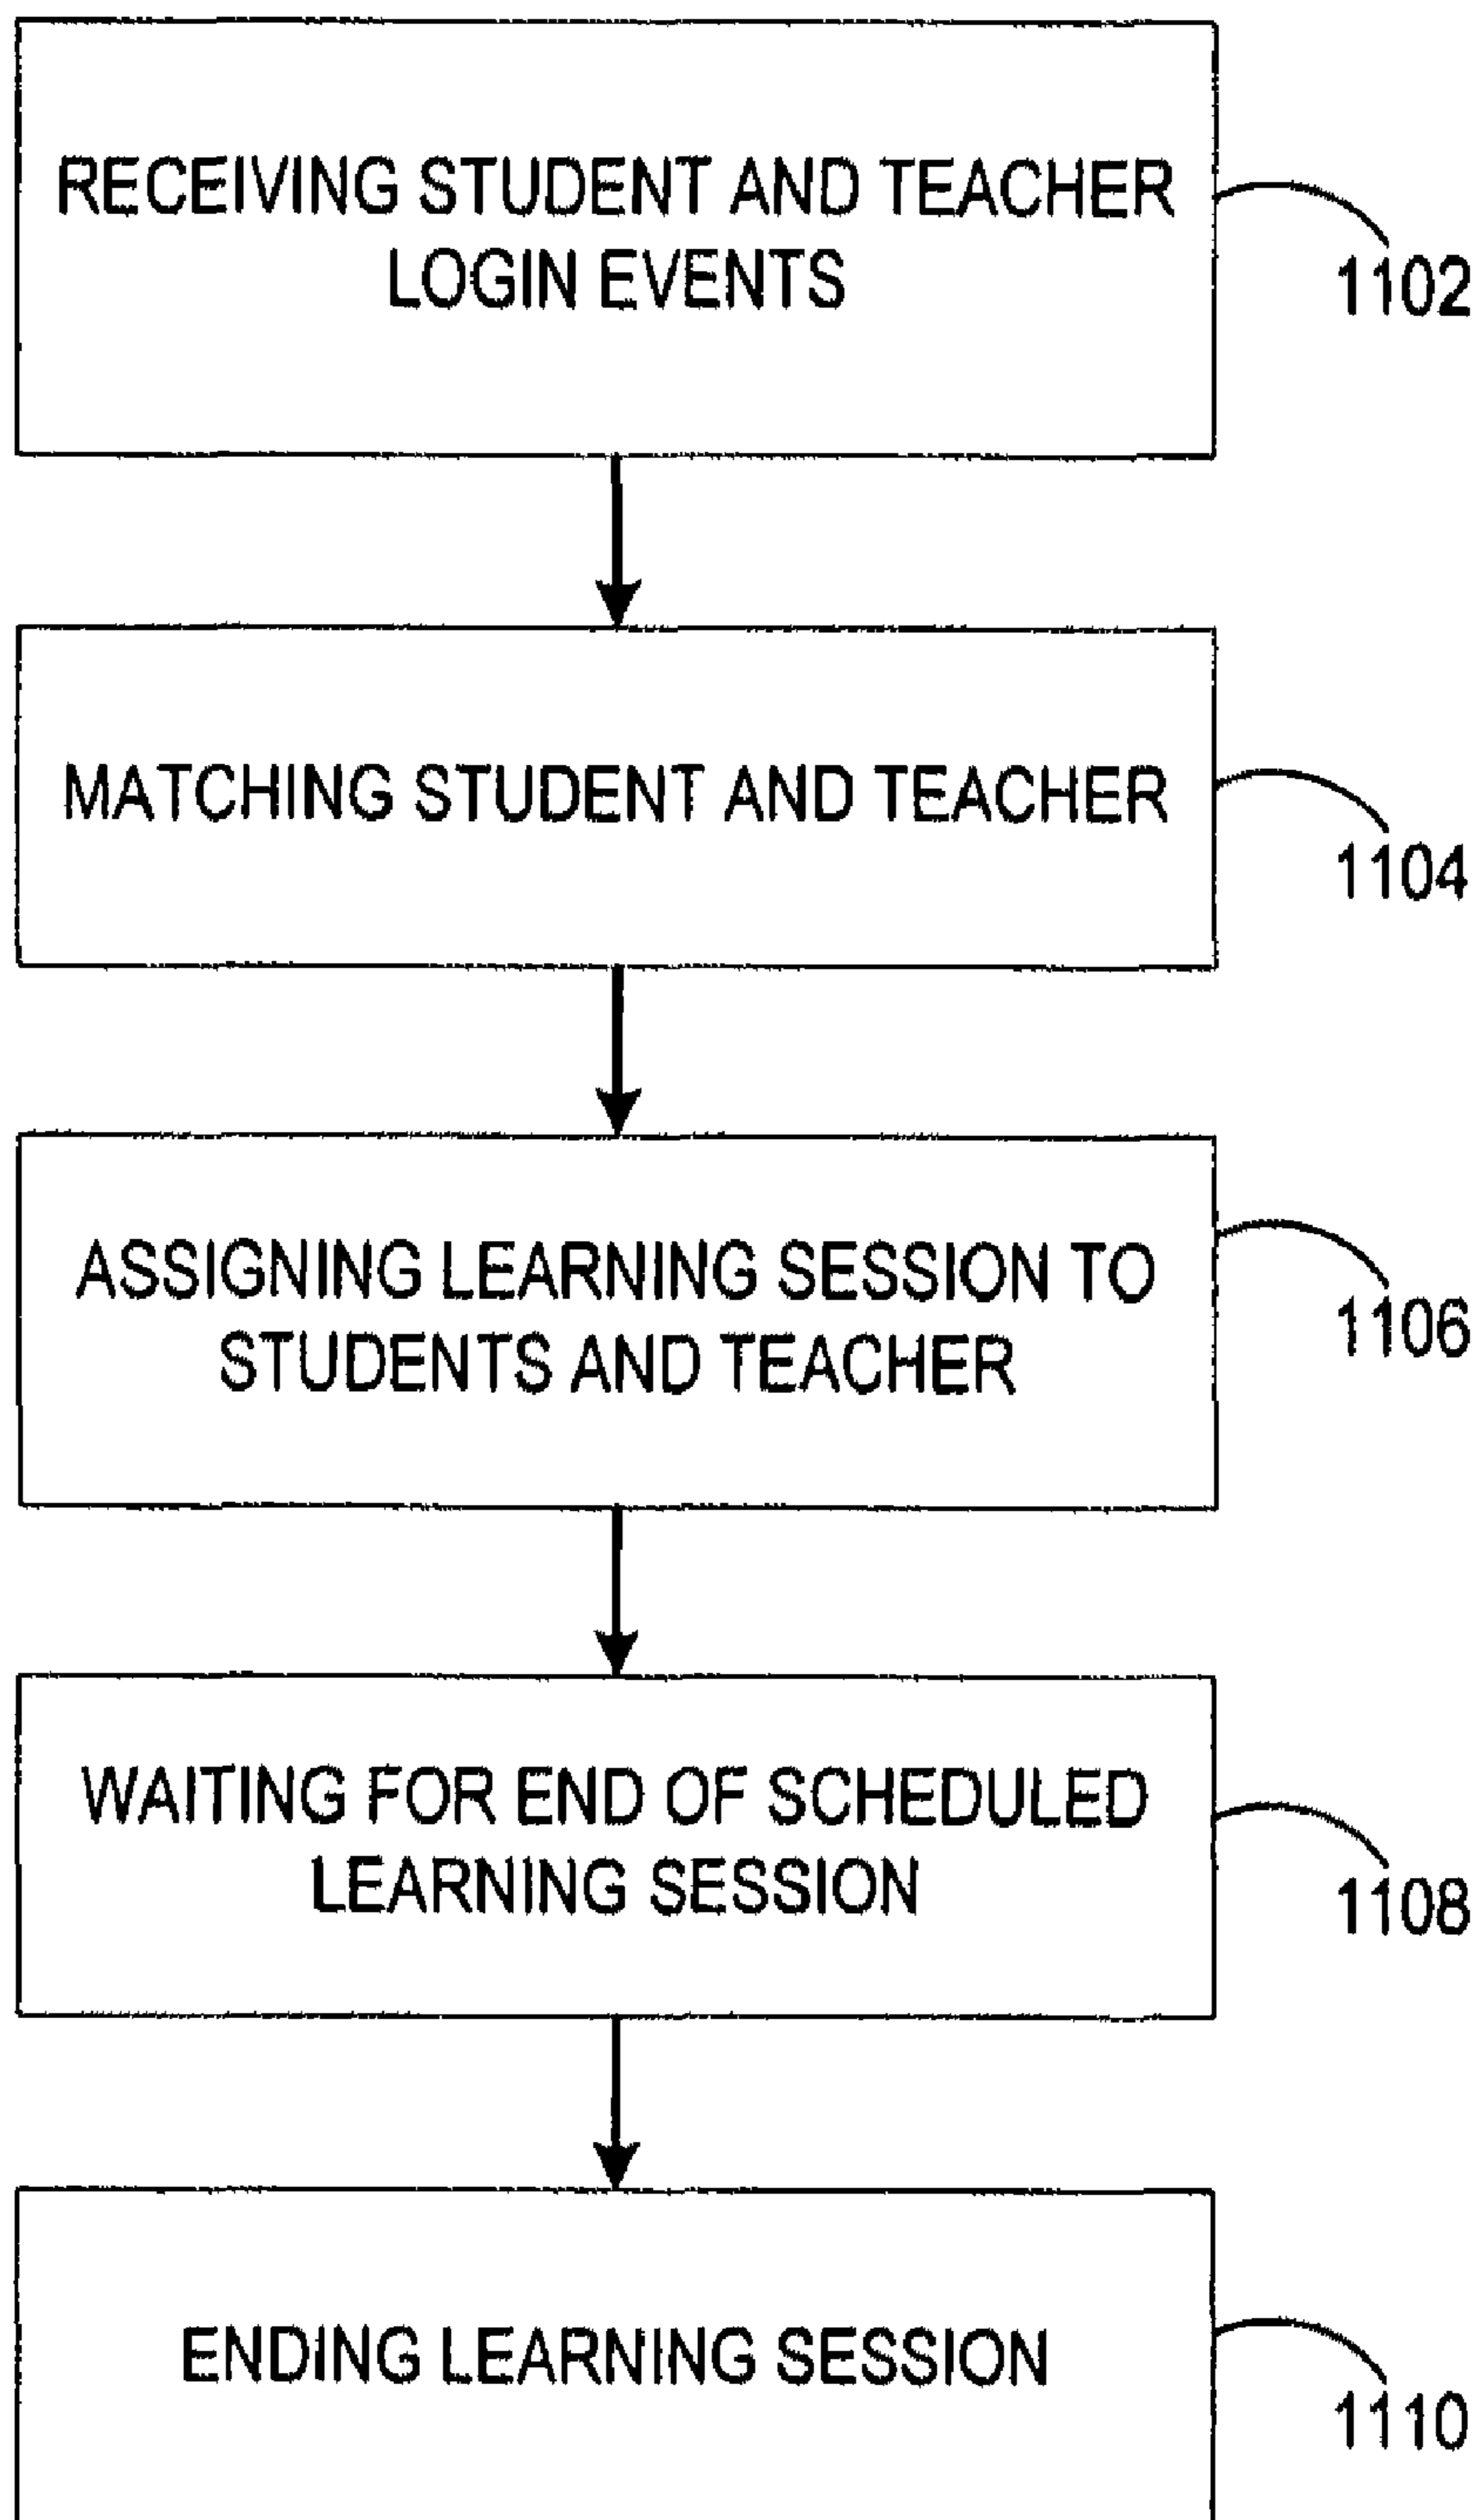 RECEIVING STUDENT AND TEACHER
LOGIN EVENTS
1102
MATCHING STUDENT AND TEACHER
1104
ASSIGNING LEARNING SESSION TO
STUDENTS AND TEACHER
1106
WAITING FOR END OF SCHEDULED
LEARNING SESSION
1108
ENDING LEARNING SESSION
1110